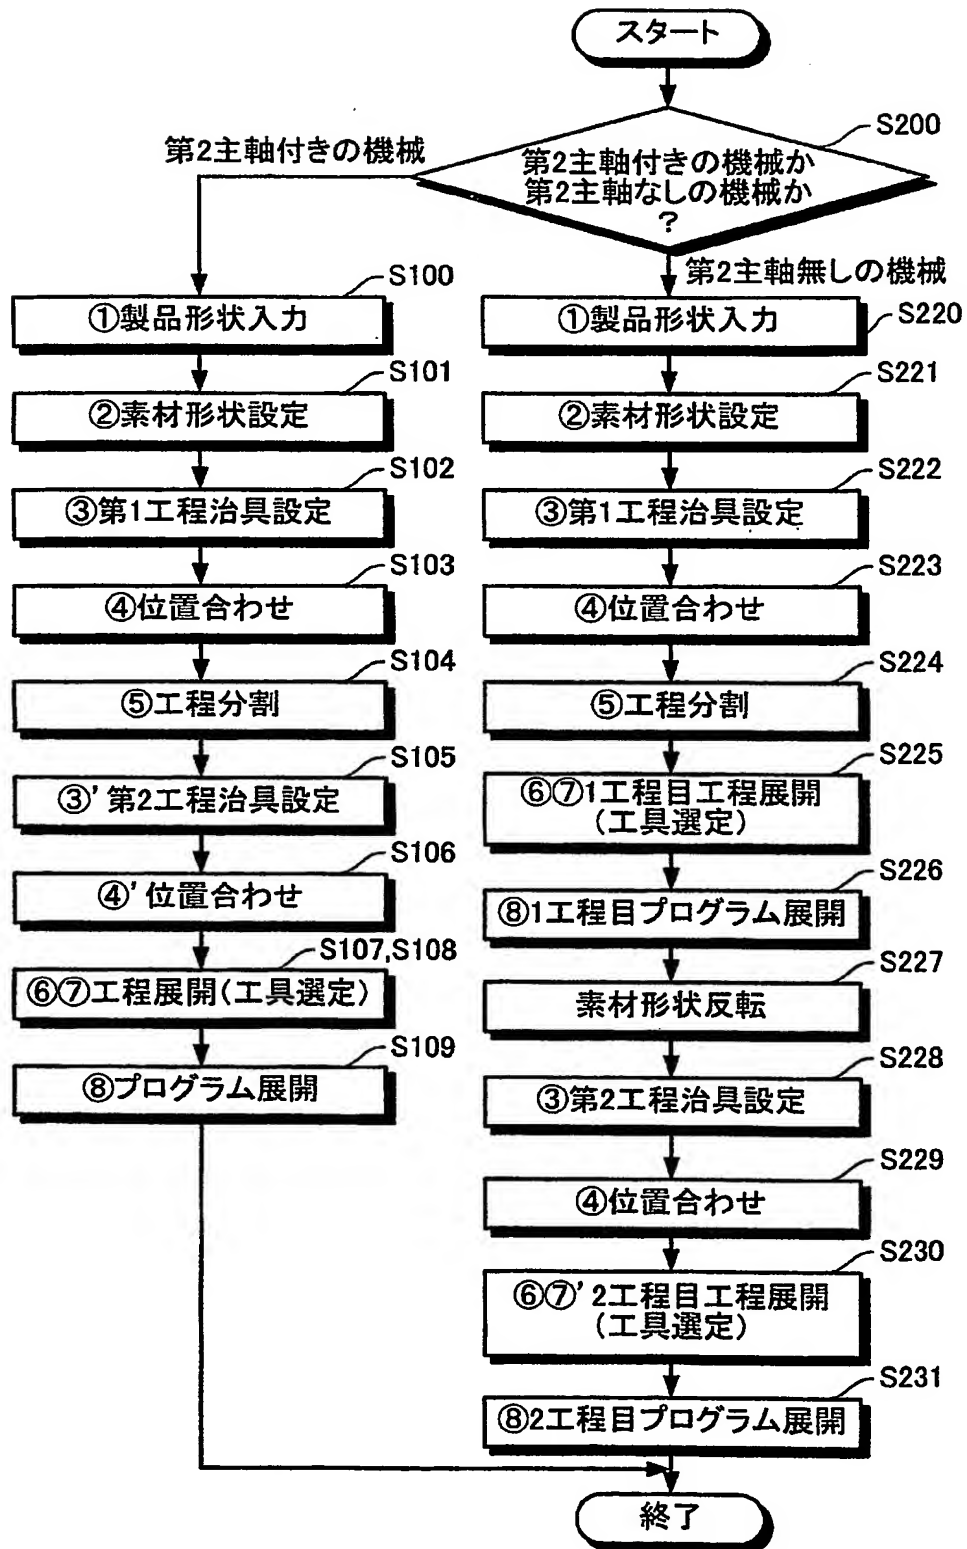 スタート
S200
第2主軸付きの機械か
第2主軸なしの機械か
?
第2主軸付きの機械
第2主軸無しの機械
S100
①製品形状入力
S101
②素材形状設定
S102
③第1工程治具設定
S103
④位置合わせ
S104
⑤工程分割
S105
③'第2工程治具設定
S106
④'位置合わせ
S107,S108
⑥⑦工程展開(工具選定)
S109
⑧プログラム展開
S220
①製品形状入力
S221
②素材形状設定
S222
③第1工程治具設定
S223
④位置合わせ
S224
⑤工程分割
S225
⑥⑦1工程目工程展開
(工具選定)
S226
⑧1工程目プログラム展開
S227
素材形状反転
S228
③第2工程治具設定
S229
④位置合わせ
S230
⑥⑦'2工程目工程展開
(工具選定)
S231
⑧2工程目プログラム展開
終了